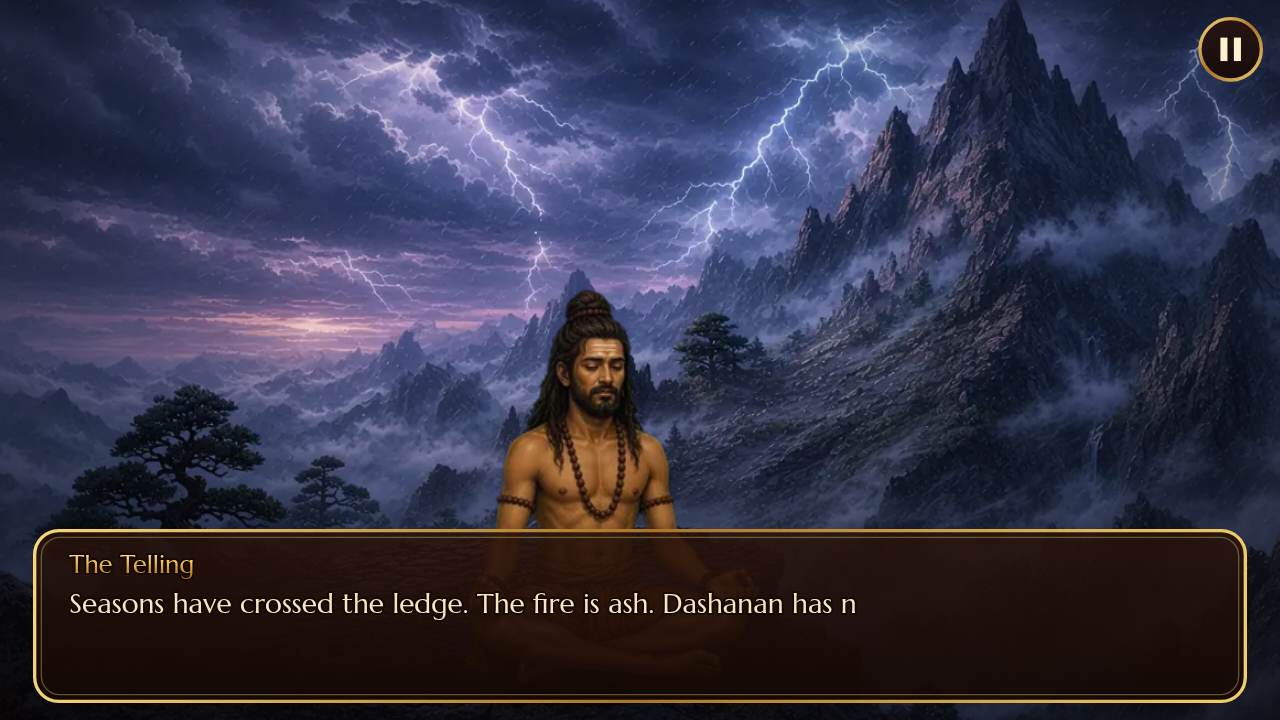 The Telling
Seasons have crossed the ledge. The fire is ash. Dashanan has n